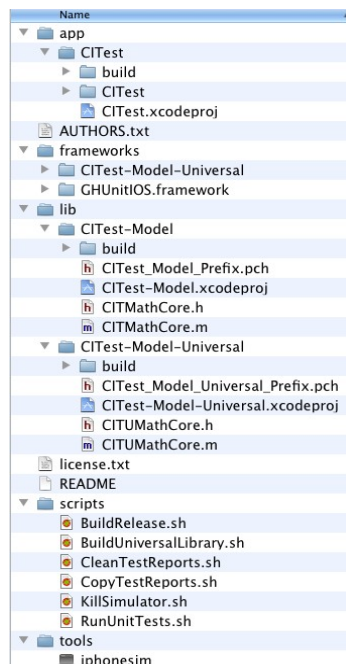 Name
app
CITest
build
CITest
CITest.xcodeproj
AUTHORS.txt
frameworks
CITest-Model-Universal
GHUnitIOS.framework
lib
CITest-Model
build
h CITest_Model_Prefix.pch
CITest-Model.xcodeproj
h CITMathCore.h
m CITMathCore.m
CITest-Model-Universal
build
h CITest_Model_Universal_Prefix.pch
CITest-Model-Universal.xcodeproj
h CITUMathCore.h
m CITUMathCore.m
license.txt
README
scripts
BuildRelease.sh
BuildUniversalLibrary.sh
CleanTestReports.sh
CopyTestReports.sh
KillSimulator.sh
RunUnitTests.sh
tools
iphonesim